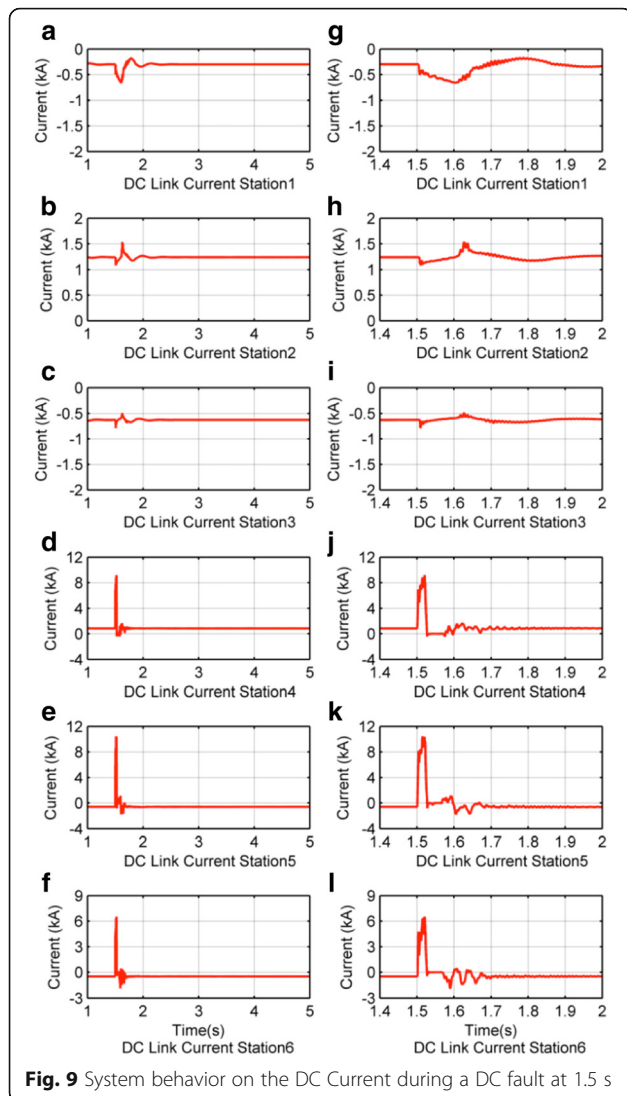 a
g
Current (kA)
0
-0.5
-1
-1.5
-2
1 2 3 4 5
DC Link Current Station1
Current (kA)
0
-0.5
-1
-1.5
-2
1.4 1.5 1.6 1.7 1.8 1.9 2
DC Link Current Station1
b
h
Current (kA)
2
1.5
1
0.5
0
1 2 3 4 5
DC Link Current Station2
Current (kA)
2
1.5
1
0.5
0
1.4 1.5 1.6 1.7 1.8 1.9 2
DC Link Current Station2
c
i
Current (kA)
0
-0.5
-1
-1.5
-2
1 2 3 4 5
DC Link Current Station3
Current (kA)
0
-0.5
-1
-1.5
-2
1.4 1.5 1.6 1.7 1.8 1.9 2
DC Link Current Station3
d
j
Current (kA)
12
8
4
0
-4
1 2 3 4 5
DC Link Current Station4
Current (kA)
12
8
4
0
-4
1.4 1.5 1.6 1.7 1.8 1.9 2
DC Link Current Station4
e
k
Current (kA)
12
8
4
0
-4
1 2 3 4 5
DC Link Current Station5
Current (kA)
12
8
4
0
-4
1.4 1.5 1.6 1.7 1.8 1.9 2
DC Link Current Station5
f
l
Current (kA)
9
6
3
0
-3
1 2 3 4 5
Time(s)
DC Link Current Station6
Current (kA)
9
6
3
0
-3
1.4 1.5 1.6 1.7 1.8 1.9 2
Time(s)
DC Link Current Station6
Fig. 9 System behavior on the DC Current during a DC fault at 1.5 s